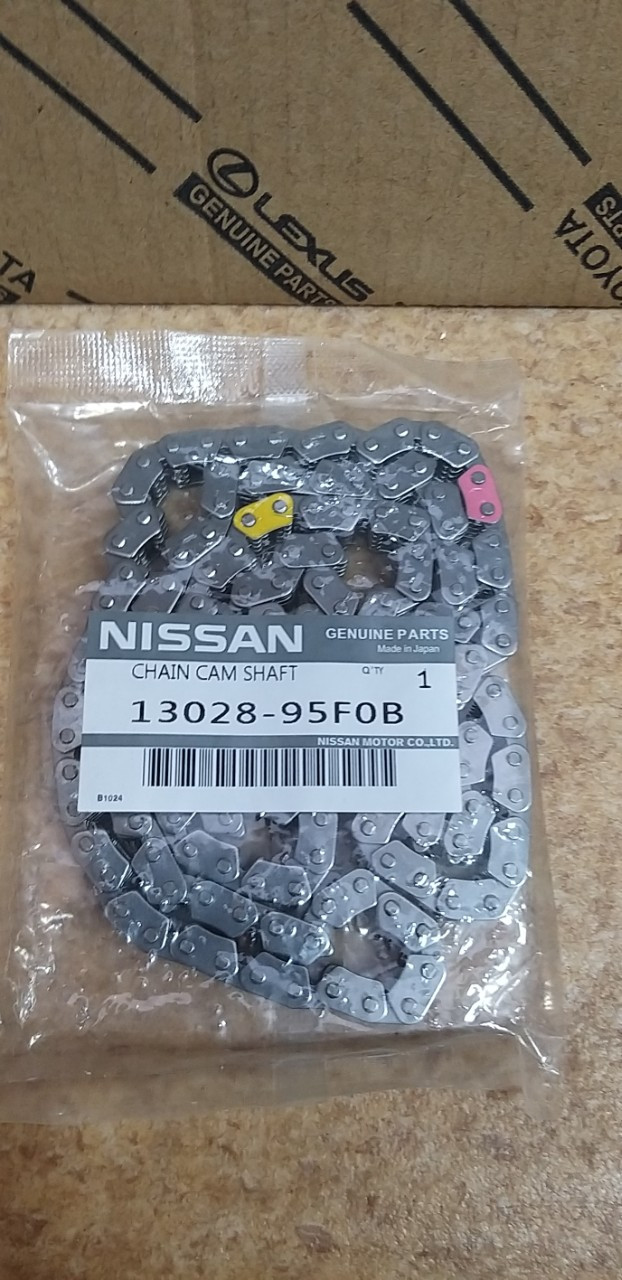 LEXUS
GENUINE PARTS
TOYOTA
NISSAN GENUINE PARTS
Made in Japan
CHAIN CAM SHAFT Q'TY 1
13028-95F0B
NISSAN MOTOR CO.,LTD.
B1024